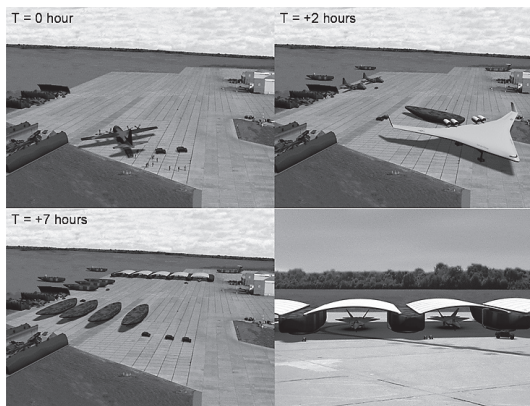 T = 0 hour
T = +2 hours
T = +7 hours